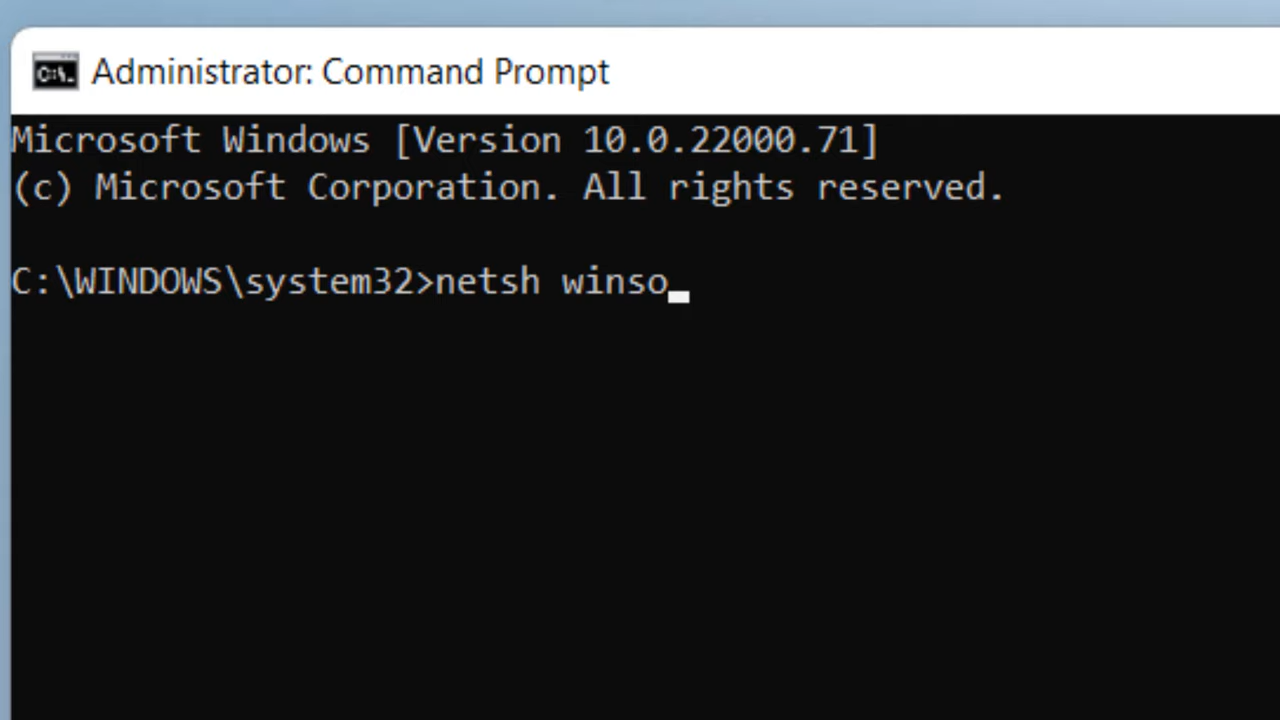 Administrator: Command Prompt
Microsoft Windows [Version 10.0.22000.71]
(c) Microsoft Corporation. All rights reserved.
C:\WINDOWS\system32>netsh winso